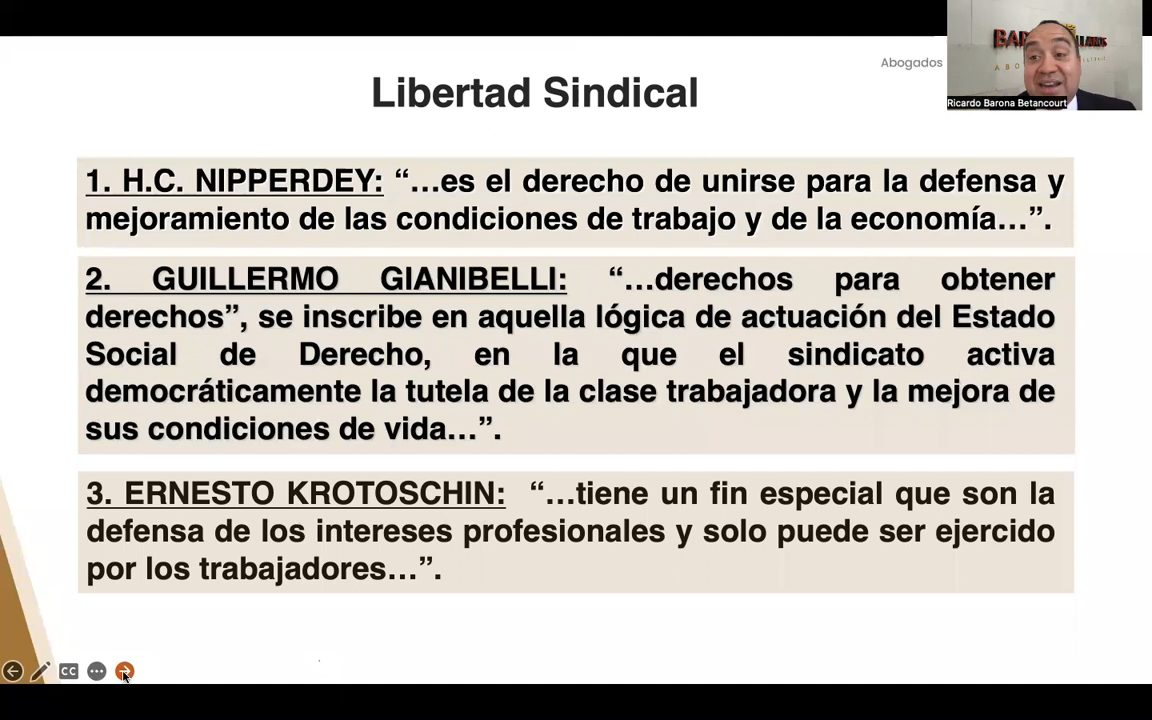 Abogados
Ricardo Barona Betancourt
Libertad Sindical
1. H.C. NIPPERDEY: “…es el derecho de unirse para la defensa y
mejoramiento de las condiciones de trabajo y de la economía…”.
2. GUILLERMO GIANIBELLI: “…derechos para obtener
derechos”, se inscribe en aquella lógica de actuación del Estado
Social de Derecho, en la que el sindicato activa
democráticamente la tutela de la clase trabajadora y la mejora de
sus condiciones de vida…”.
3. ERNESTO KROTOSCHIN: “…tiene un fin especial que son la
defensa de los intereses profesionales y solo puede ser ejercido
por los trabajadores…”.
CC